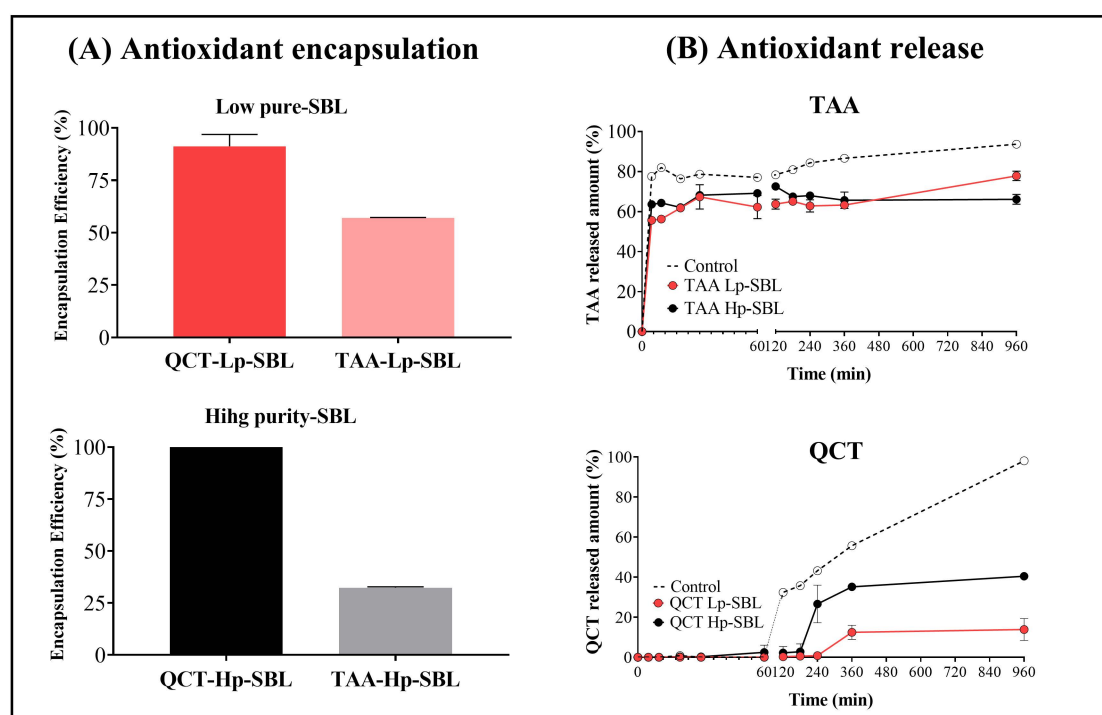 (A) Antioxidant encapsulation
Low pure-SBL
Encapsulation Efficiency (%)
100
75
50
25
0
QCT-Lp-SBL TAA-Lp-SBL
Hihg purity-SBL
Encapsulation Efficiency (%)
100
75
50
25
0
QCT-Hp-SBL TAA-Hp-SBL
(B) Antioxidant release
TAA
TAA released amount (%)
100
80
60
40
20
0
Control
TAA Lp-SBL
TAA Hp-SBL
0 60 120 240 360 480 600 720 840 960
Time (min)
QCT
QCT released amount (%)
100
80
60
40
20
0
Control
QCT Lp-SBL
QCT Hp-SBL
0 60 120 240 360 480 600 720 840 960
Time (min)